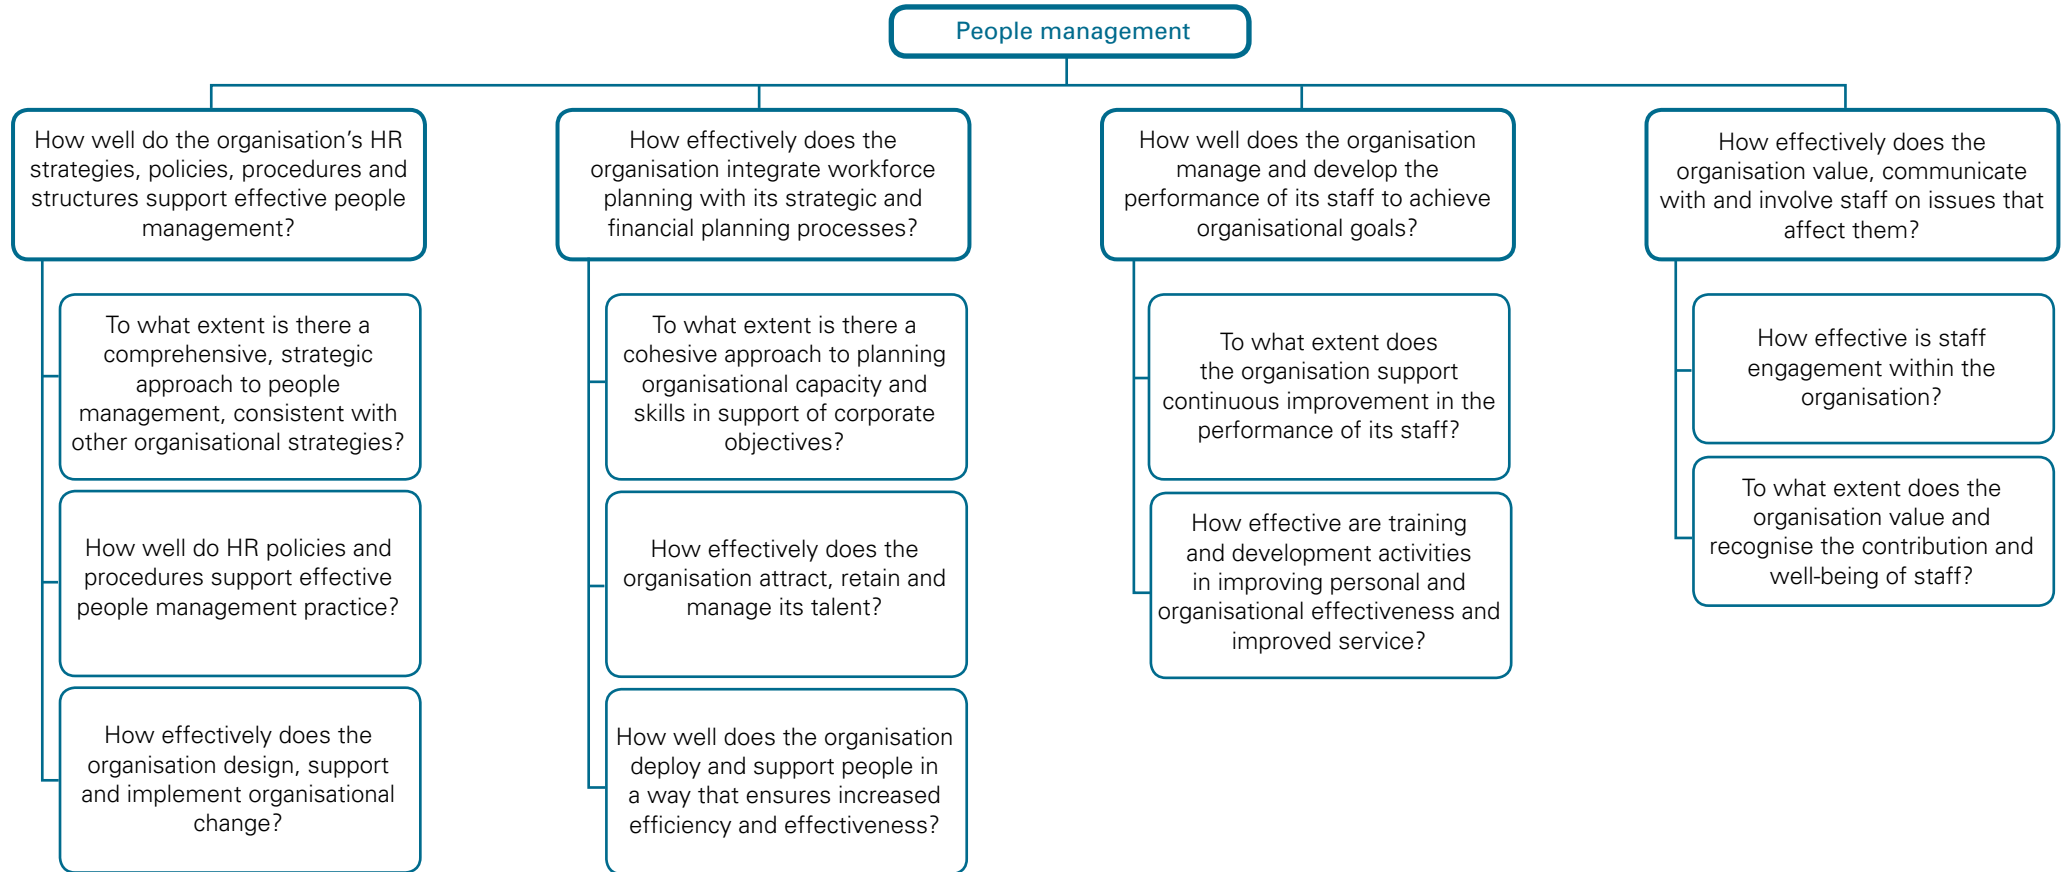 People management
How well do the organisation’s HR
strategies, policies, procedures and
structures support effective people
management?
To what extent is there a
comprehensive, strategic
approach to people
management, consistent with
other organisational strategies?
How well do HR policies and
procedures support effective
people management practice?
How effectively does the
organisation design, support
and implement organisational
change?
How effectively does the
organisation integrate workforce
planning with its strategic and
financial planning processes?
To what extent is there a
cohesive approach to planning
organisational capacity and
skills in support of corporate
objectives?
How effectively does the
organisation attract, retain and
manage its talent?
How well does the organisation
deploy and support people in
a way that ensures increased
efficiency and effectiveness?
How well does the organisation
manage and develop the
performance of its staff to achieve
organisational goals?
To what extent does
the organisation support
continuous improvement in the
performance of its staff?
How effective are training
and development activities
in improving personal and
organisational effectiveness and
improved service?
How effectively does the
organisation value, communicate
with and involve staff on issues that
affect them?
How effective is staff
engagement within the
organisation?
To what extent does the
organisation value and
recognise the contribution and
well-being of staff?